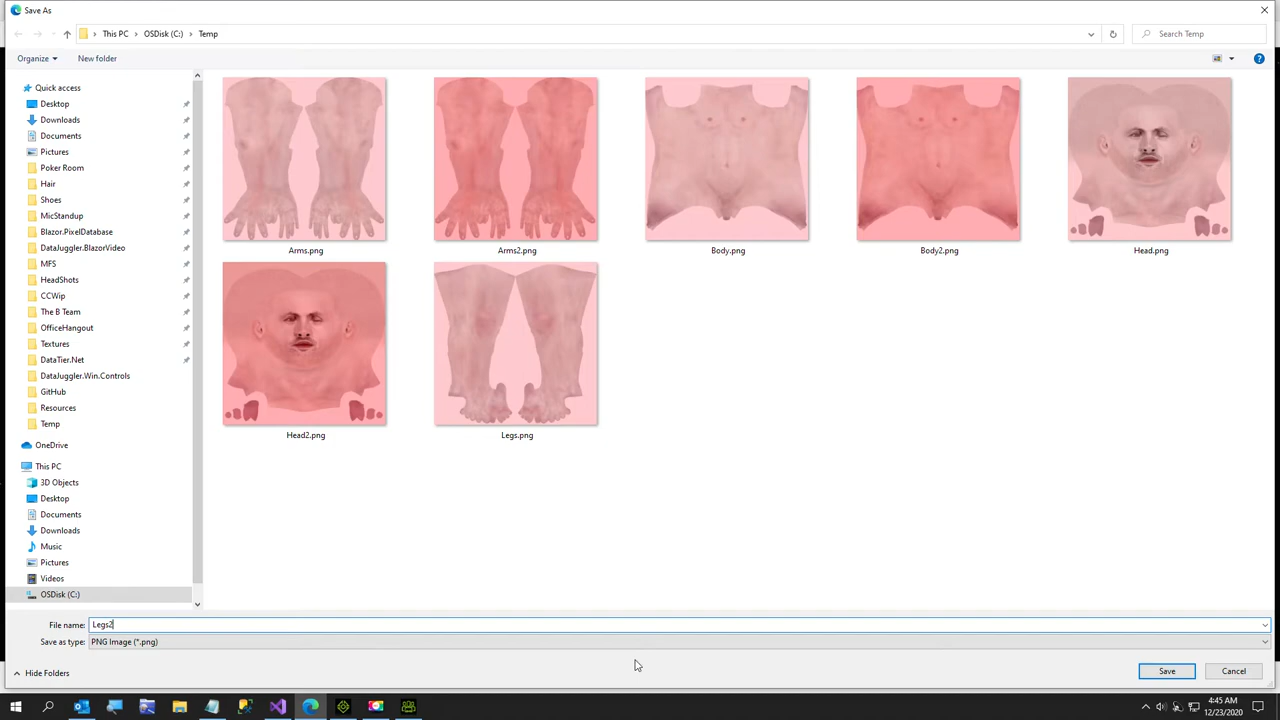 Save As
This PC
OSDisk (C:)
Temp
Search Temp
Organize
New folder
Quick access
Desktop
Downloads
Documents
Pictures
Poker Room
Hair
Shoes
MicStandup
Blazor.PixelDatabase
DataJuggler.BlazorVideo
MFS
HeadShots
CCWip
The B Team
OfficeHangout
Textures
DataTier.Net
DataJuggler.Win.Controls
GitHub
Resources
Temp
OneDrive
This PC
3D Objects
Desktop
Documents
Downloads
Music
Pictures
Videos
OSDisk (C:)
Arms.png
Arms2.png
Body.png
Body2.png
Head.png
Head2.png
Legs.png
File name: Legs2
Save as type: PNG Image (*.png)
Hide Folders
Save
Cancel
4:45 AM
12/23/2020